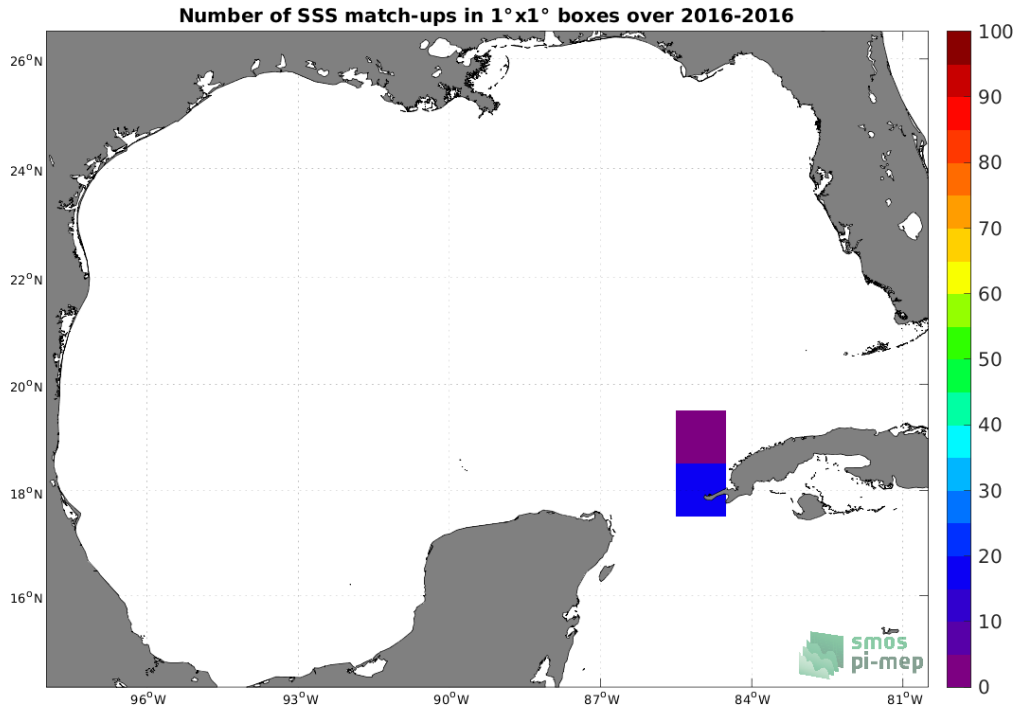 Number of SSS match-ups in 1°x1° boxes over 2016-2016
26°N
24°N
22°N
20°N
18°N
16°N
96°W
93°W
90°W
87°W
84°W
81°W
100
90
80
70
60
50
40
30
20
10
0
smos
pi-mep